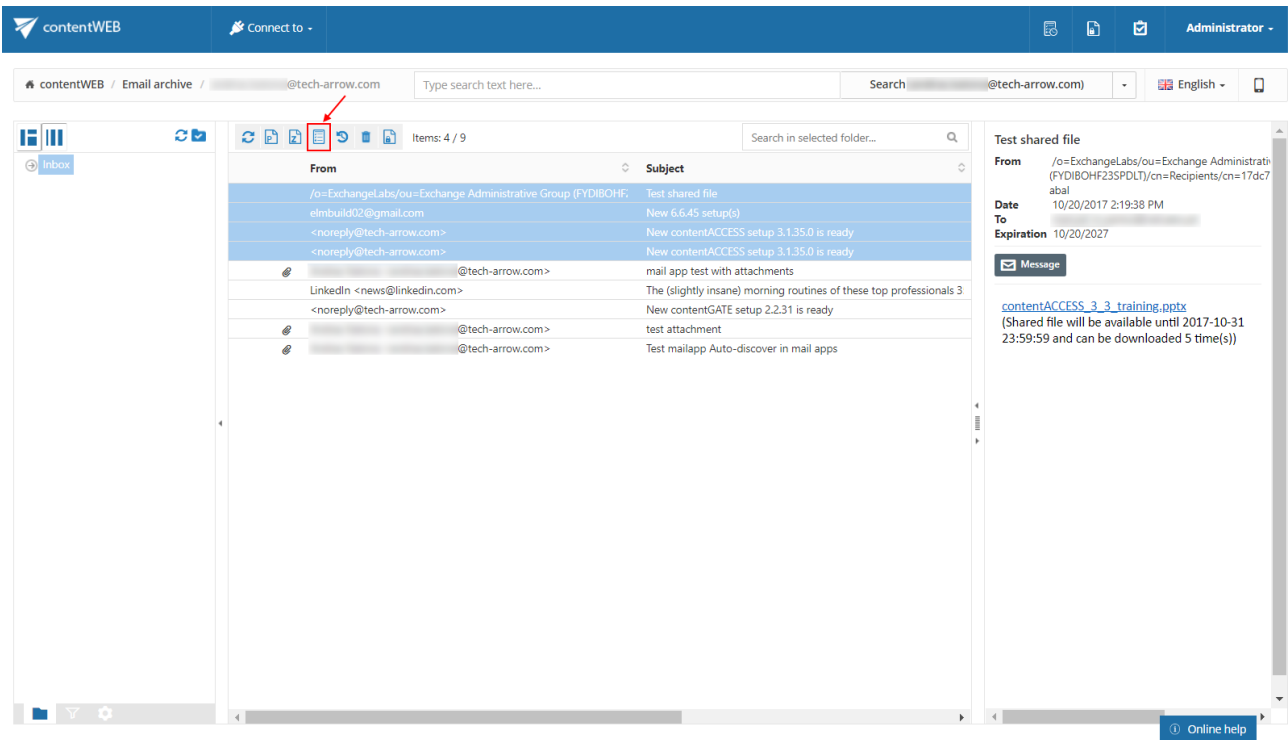 contentWEB
Connect to
Administrator
contentWEB / Email archive / @tech-arrow.com
Type search text here...
Search @tech-arrow.com)
English
Items: 4 / 9
Search in selected folder...
Inbox
From Subject
/o=ExchangeLabs/ou=Exchange Administrative Group (FYDIBOHF: Test shared file
elmbuild02@gmail.com New 6.6.45 setup(s)
<noreply@tech-arrow.com> New contentACCESS setup 3.1.35.0 is ready
<noreply@tech-arrow.com> New contentACCESS setup 3.1.35.0 is ready
@tech-arrow.com> mail app test with attachments
LinkedIn <news@linkedin.com> The (slightly insane) morning routines of these top professionals 3
<noreply@tech-arrow.com> New contentGATE setup 2.2.31 is ready
@tech-arrow.com> test attachment
@tech-arrow.com> Test mailapp Auto-discover in mail apps
Test shared file
From /o=ExchangeLabs/ou=Exchange Administrativ
(FYDIBOHF23SPDLT)/cn=Recipients/cn=17dc7
abal
Date 10/20/2017 2:19:38 PM
To
Expiration 10/20/2027
Message
contentACCESS_3_3_training.pptx
(Shared file will be available until 2017-10-31
23:59:59 and can be downloaded 5 time(s))
Online help